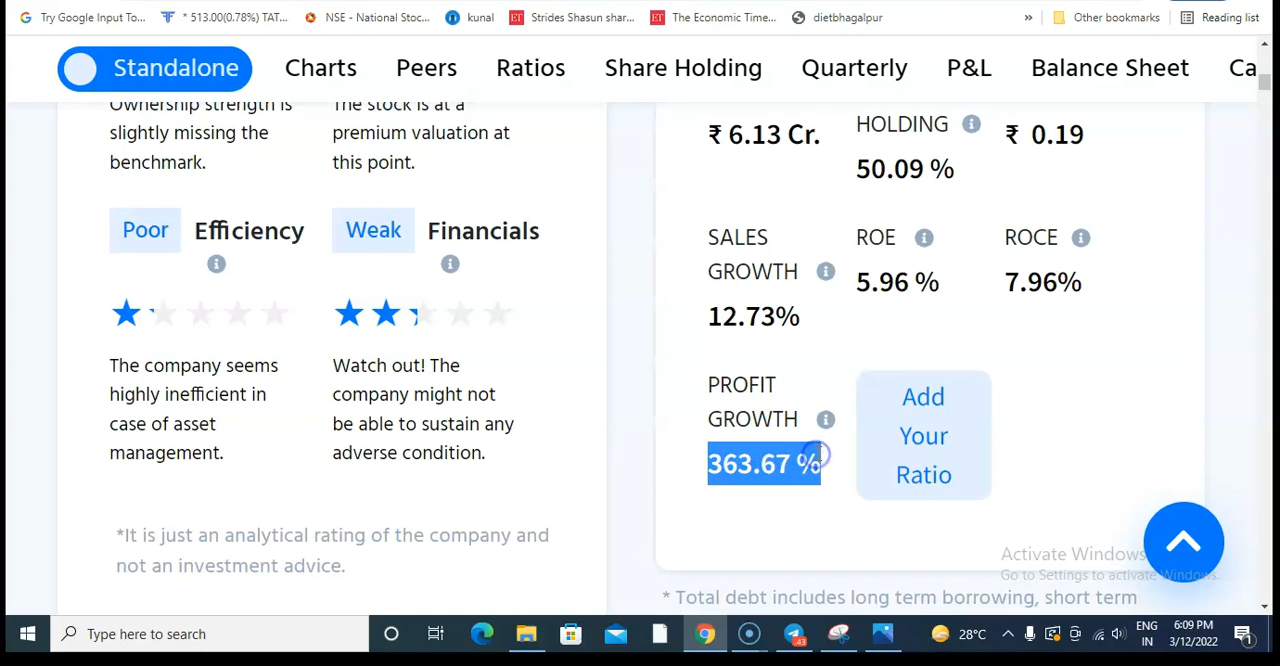 Try Google Input To...
* 513.00(0.78%) TAT...
NSE - National Stoc...
kunal
Strides Shasun shar...
The Economic Time...
dietbhagalpur
»
Other bookmarks
Reading list
Standalone
Charts
Peers
Ratios
Share Holding
Quarterly
P&L
Balance Sheet
Ca
Ownership strength is
slightly missing the
benchmark.
The stock is at a
premium valuation at
this point.
Poor
Efficiency
Weak
Financials
The company seems
highly inefficient in
case of asset
management.
Watch out! The
company might not
be able to sustain any
adverse condition.
*It is just an analytical rating of the company and
not an investment advice.
₹ 6.13 Cr.
HOLDING
50.09 %
₹ 0.19
SALES
GROWTH
12.73%
ROE
5.96 %
ROCE
7.96%
PROFIT
GROWTH
363.67 %
Add
Your
Ratio
Activate Windows
Go to Settings to activate Windows.
* Total debt includes long term borrowing, short term
Type here to search
43
28°C
ENG
IN
6:09 PM
3/12/2022
1